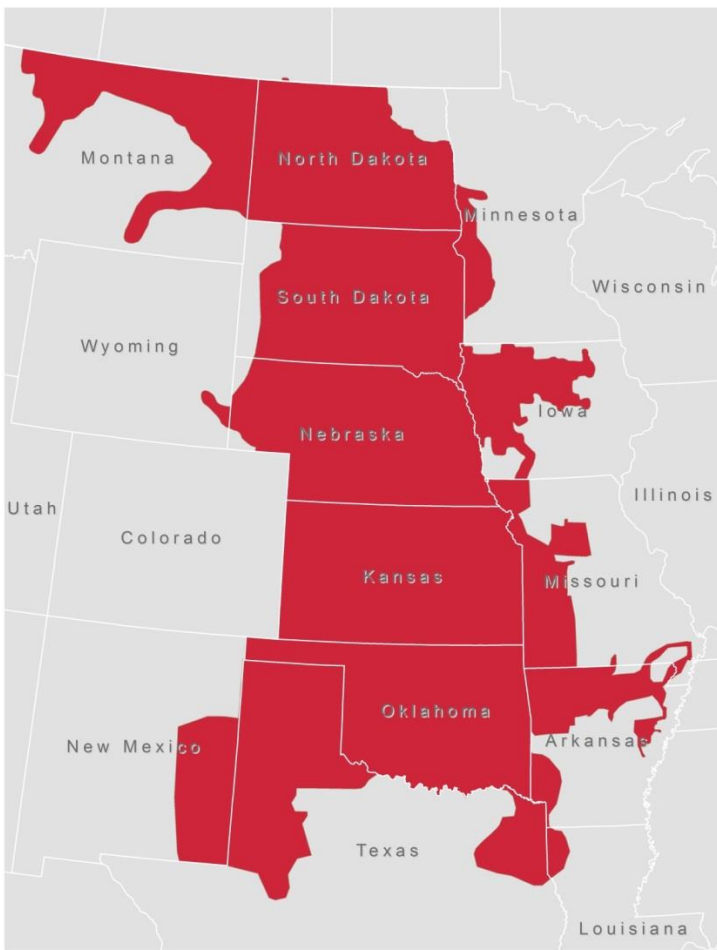 Montana
North Dakota
Minnesota
Wisconsin
South Dakota
Wyoming
Iowa
Nebraska
Illinois
Utah
Colorado
Kansas
Missouri
Oklahoma
New Mexico
Arkansas
Texas
Louisiana